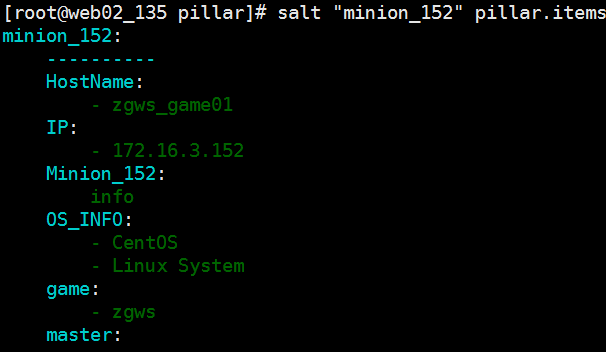 [root@web02_135 pillar]# salt "minion_152" pillar.items
minion_152:
    ----------
    HostName:
        - zgws_game01
    IP:
        - 172.16.3.152
    Minion_152:
        info
    OS_INFO:
        - CentOS
        - Linux System
    game:
        - zgws
    master: